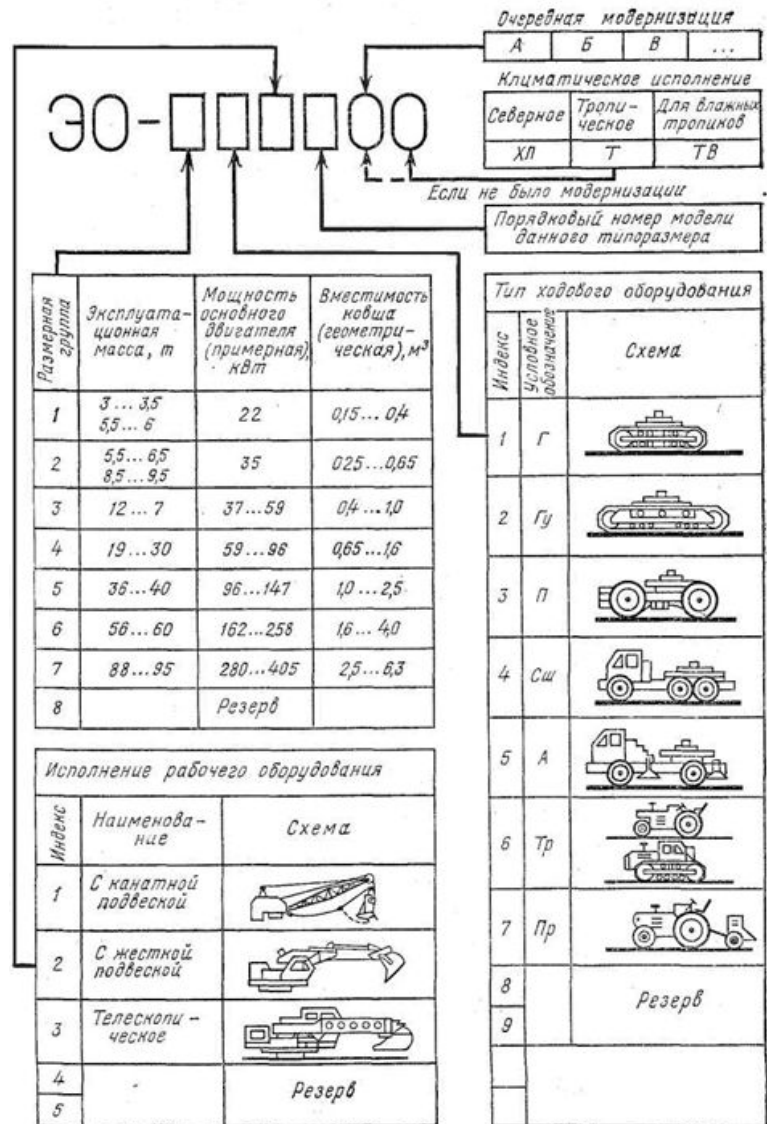 Очередная модернизация
А Б В ...
Климатическое исполнение
Северное Тропи- Для влажных
ческое тропиков
ХЛ Т ТВ
ЭО-
Если не было модернизации
Порядковый номер модели
данного типоразмера
Размерная
группа
Эксплуата-
ционная
масса, т
Мощность
основного
двигателя
(примерная),
кВт
Вместимость
ковша
(геометри-
ческая), м³
1 3 ... 3,5 22 0,15... 0,4
5,5 ... 6
2 5,5 ... 6,5 35 025...0,65
8,5 ... 9,5
3 12 ... 7 37...59 0,4 ...1,0
4 19 ... 30 59...96 0,65...1,6
5 36...40 96...147 1,0 ...2,5
6 56... 60 162...258 1,6 ... 4,0
7 88...95 280...405 2,5...6,3
8 Резерв
Исполнение рабочего оборудования
Индекс
Наименова-
ние
Схема
1 С канатной
подвеской
2 С жесткой
подвеской
3 Телескопи-
ческое
4
5
Резерв
Тип ходового оборудования
Индекс
Условное
обозначение
Схема
1 Г
2 Гу
3 П
4 Сш
5 А
6 Тр
7 Пр
8
9
Резерв